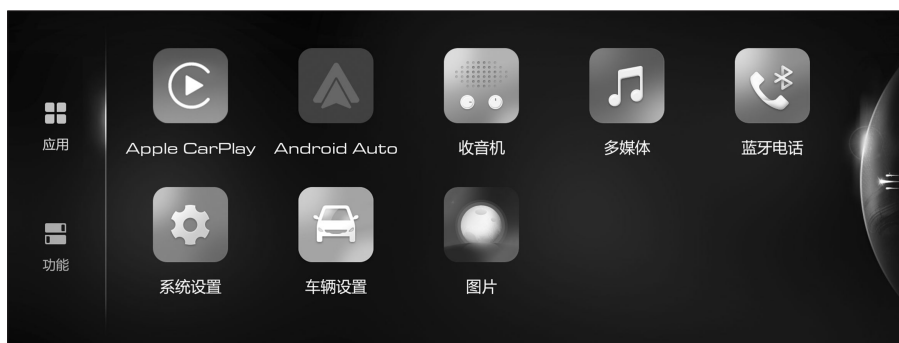 应用
Apple CarPlay
Android Auto
收音机
多媒体
蓝牙电话
功能
系统设置
车辆设置
图片